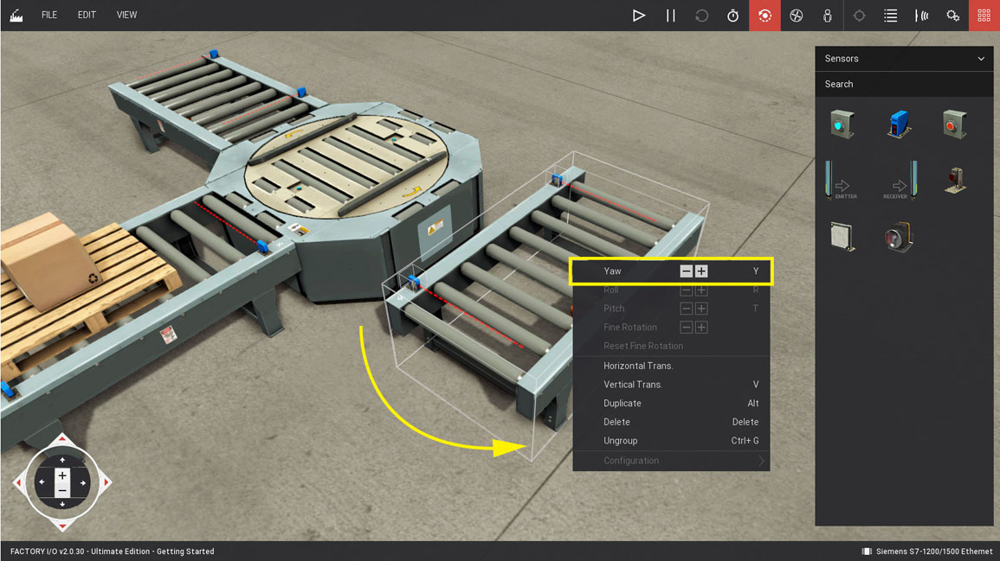 FILE EDIT VIEW
Sensors
Search
EMITTER RECEIVER
Yaw Y
Roll R
Pitch T
Fine Rotation
Reset Fine Rotation
Horizontal Trans.
Vertical Trans. V
Duplicate Alt
Delete Delete
Ungroup Ctrl+ G
Configuration
FACTORY I/O v2.0.30 - Ultimate Edition - Getting Started
Siemens S7-1200/1500 Ethernet